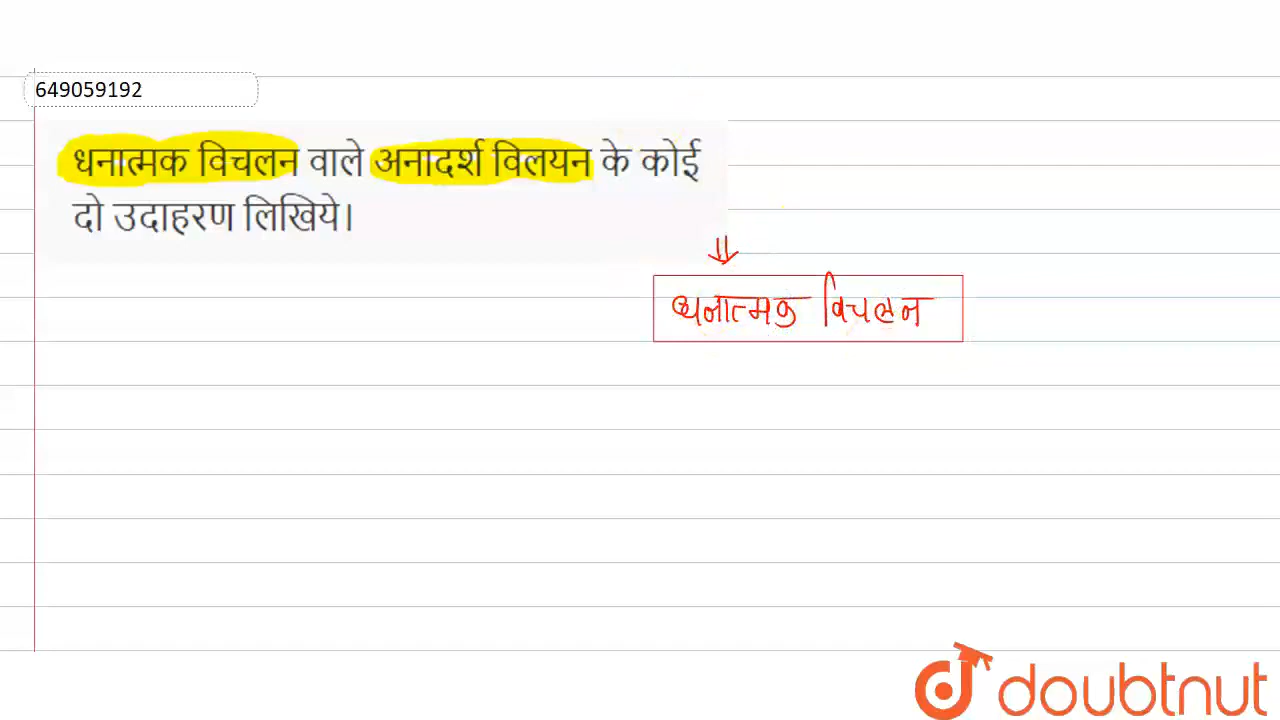 649059192
धनात्मक विचलन वाले अनादर्श विलयन के कोई
दो उदाहरण लिखिये।
धनात्मक विचलन
doubtnut